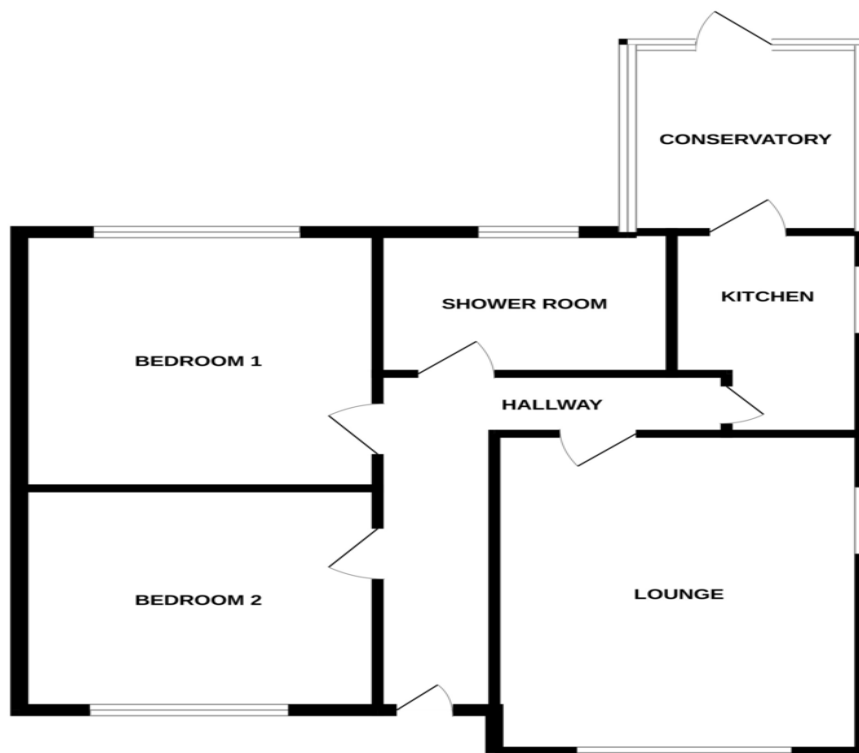 CONSERVATORY
KITCHEN
SHOWER ROOM
BEDROOM 1
HALLWAY
LOUNGE
BEDROOM 2